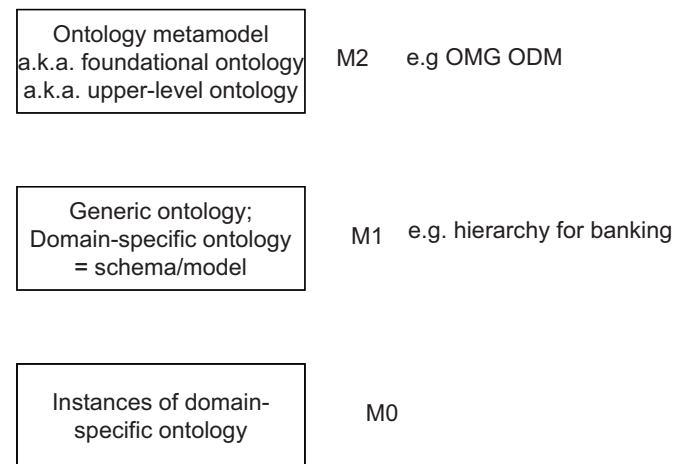 Ontology metamodel
a.k.a. foundational ontology
a.k.a. upper-level ontology
M2
e.g OMG ODM
Generic ontology;
Domain-specific ontology
= schema/model
M1
e.g. hierarchy for banking
Instances of domain-
specific ontology
M0